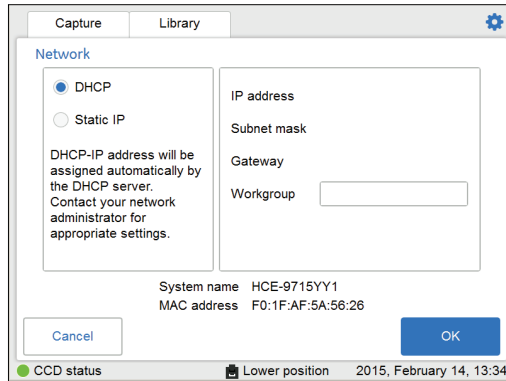 Capture
Library
Network
DHCP
Static IP
DHCP-IP address will be
assigned automatically by
the DHCP server.
Contact your network
administrator for
appropriate settings.
IP address
Subnet mask
Gateway
Workgroup
System name HCE-9715YY1
MAC address F0:1F:AF:5A:56:26
Cancel
OK
CCD status
Lower position
2015, February 14, 13:34